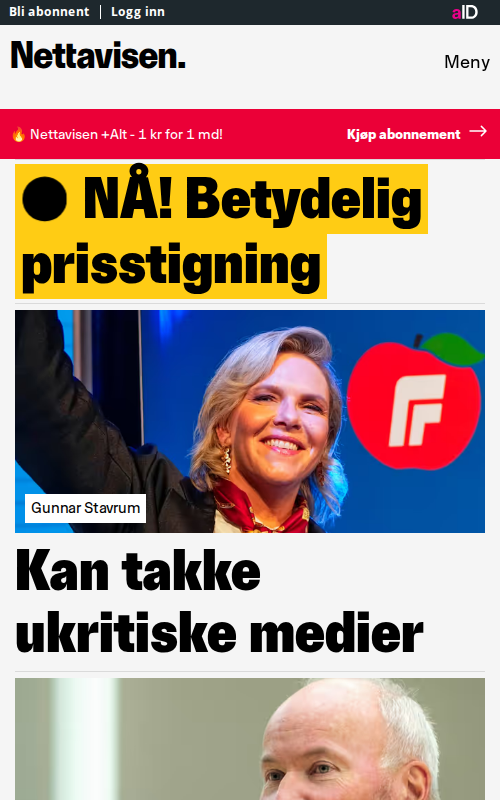 Bli abonnent | Logg inn
aID
Nettavisen.
Meny
🔥 Nettavisen +Alt - 1 kr for 1 md!
Kjøp abonnement →
NÅ! Betydelig
prisstigning
Gunnar Stavrum
Kan takke
ukritiske medier